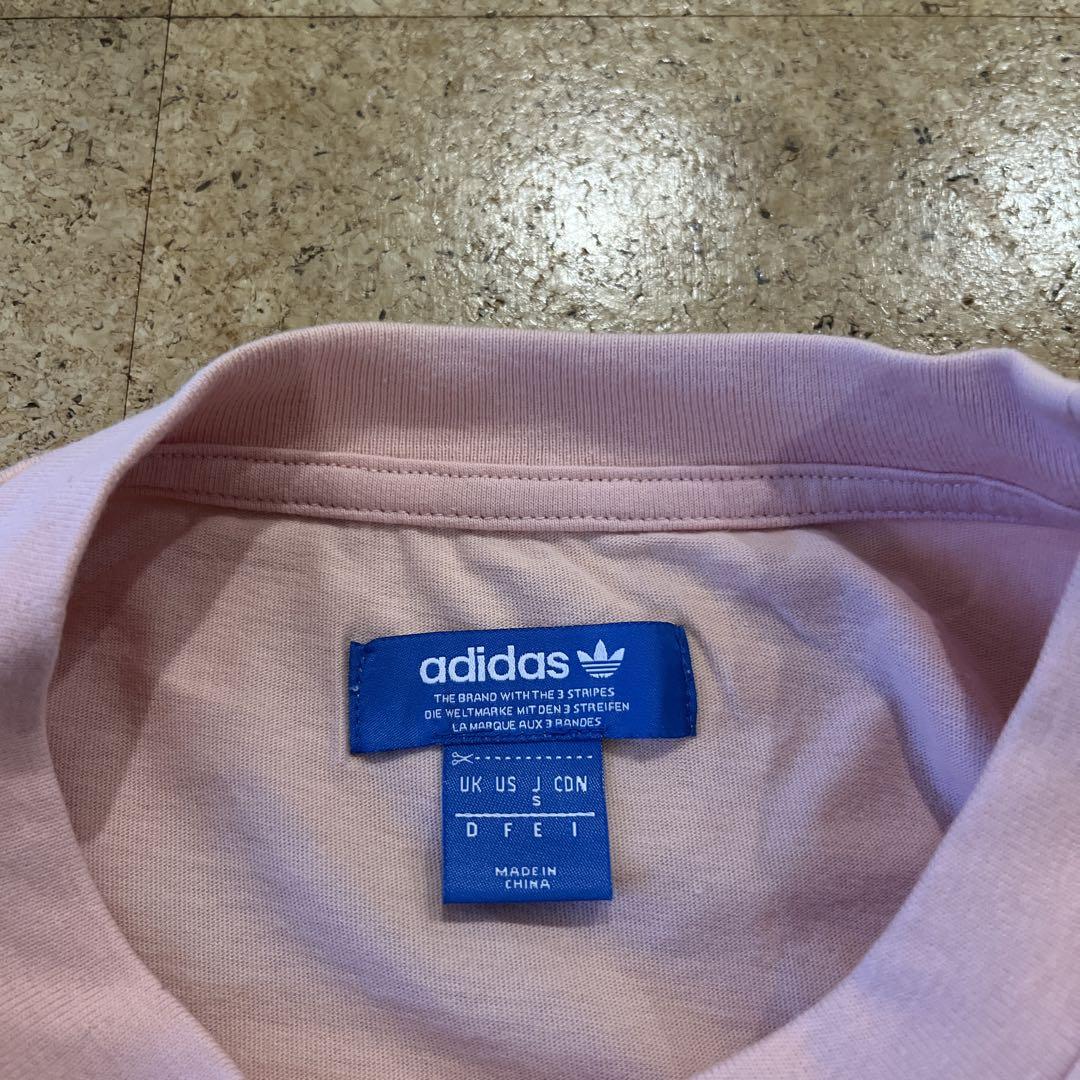 adidas
THE BRAND WITH THE 3 STRIPES
DIE WELTMARKE MIT DEN 3 STREIFEN
LA MARQUE AUX 3 BANDES
UK US J CDN
S
D F E I
MADE IN
CHINA